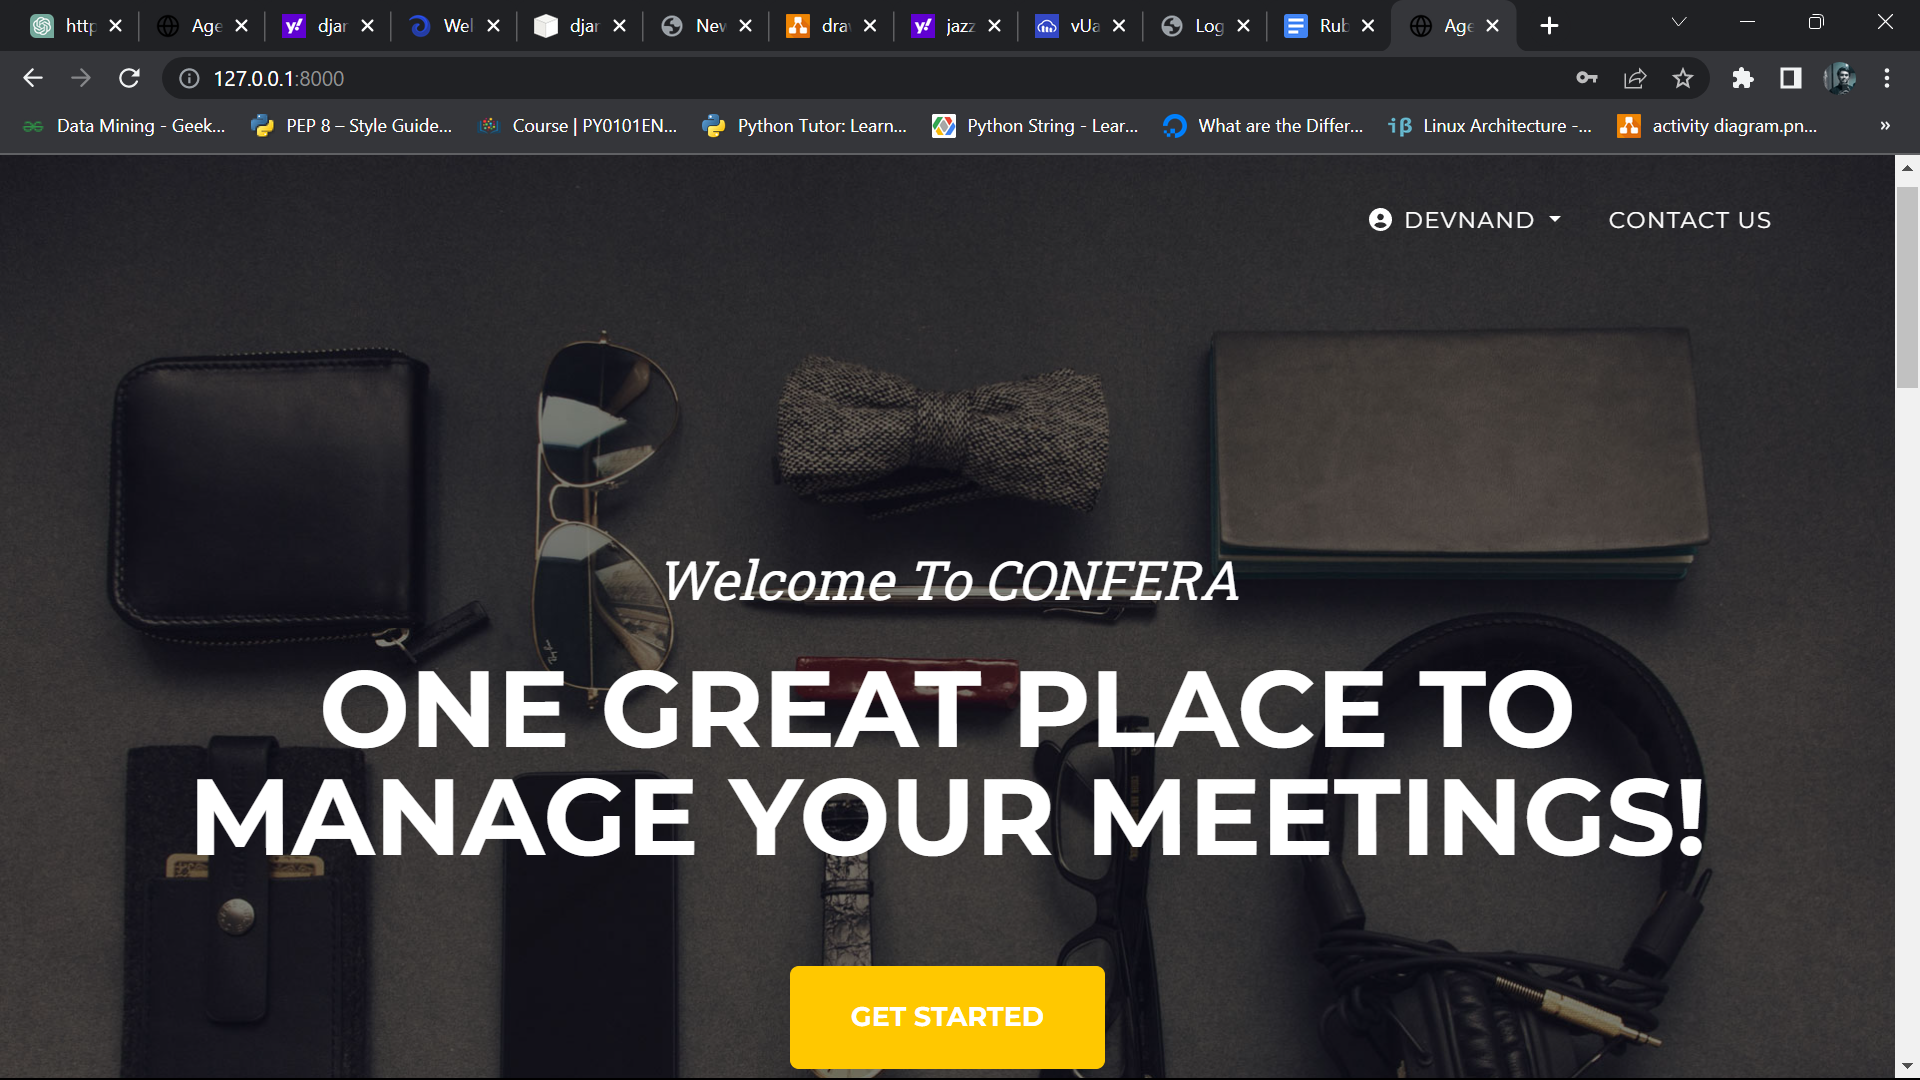 http
Age
djar
Wel
djar
Nev
drav
jazz
vUa
Log
Rub
Age
127.0.0.1:8000
Data Mining - Geek...
PEP 8 – Style Guide...
Course | PY0101EN...
Python Tutor: Learn...
Python String - Lear...
What are the Differ...
Linux Architecture -...
activity diagram.pn...
»
DEVNAND
CONTACT US
Welcome To CONFERA
ONE GREAT PLACE TO
MANAGE YOUR MEETINGS!
GET STARTED